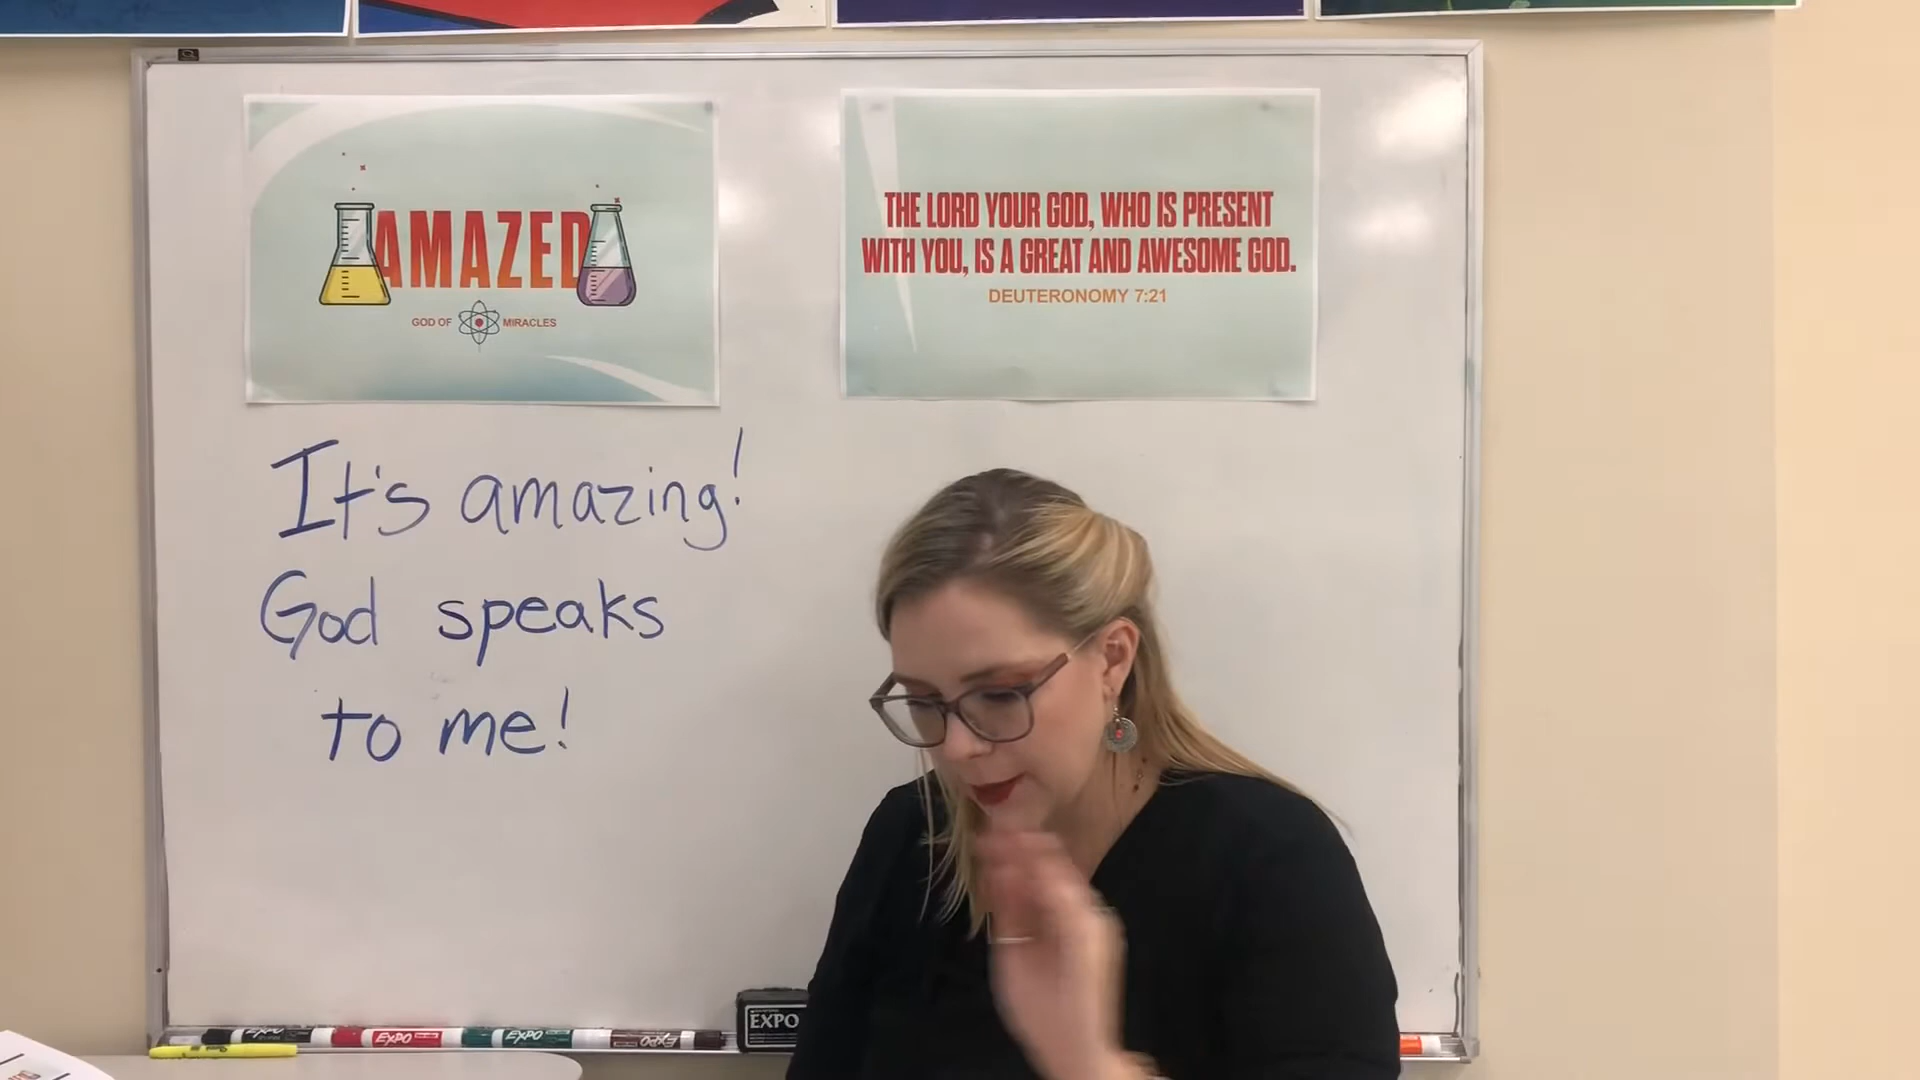 AMAZED
GOD OF MIRACLES
THE LORD YOUR GOD, WHO IS PRESENT
WITH YOU, IS A GREAT AND AWESOME GOD.
DEUTERONOMY 7:21
It's amazing!
God speaks
to me!
EXPO
EXPO
EXPO
EXPO
EXPO